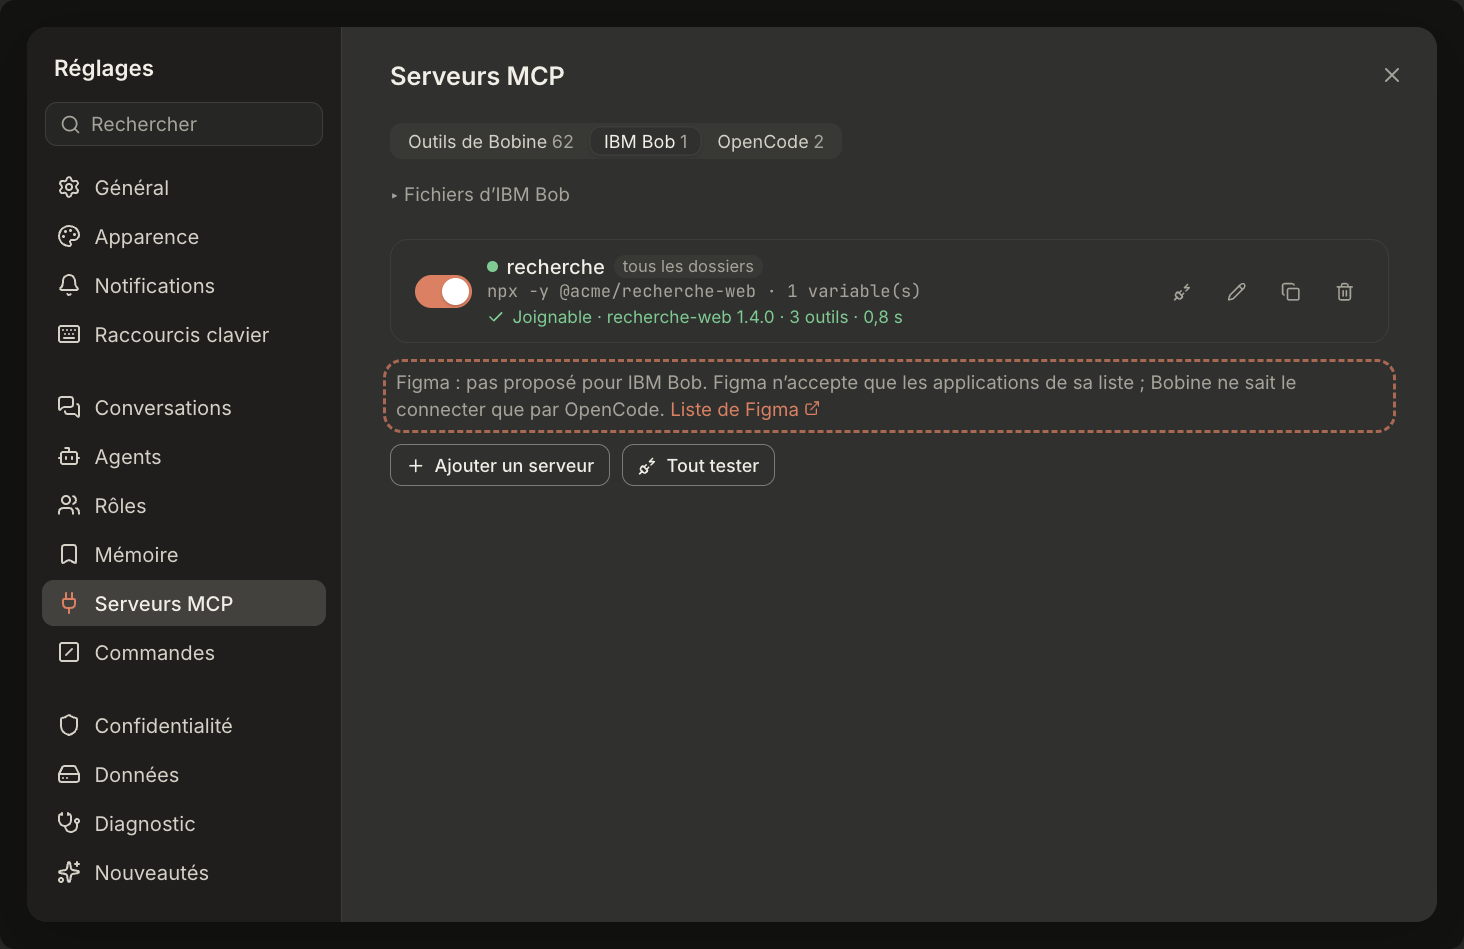 Réglages
Rechercher
Général
Apparence
Notifications
Raccourcis clavier
Conversations
Agents
Rôles
Mémoire
Serveurs MCP
Commandes
Confidentialité
Données
Diagnostic
Nouveautés
Serveurs MCP
Outils de Bobine 62 IBM Bob 1 OpenCode 2
Fichiers d’IBM Bob
recherche tous les dossiers
npx -y @acme/recherche-web · 1 variable(s)
Joignable · recherche-web 1.4.0 · 3 outils · 0,8 s
Figma : pas proposé pour IBM Bob. Figma n’accepte que les applications de sa liste ; Bobine ne sait le
connecter que par OpenCode. Liste de Figma
Ajouter un serveur Tout tester